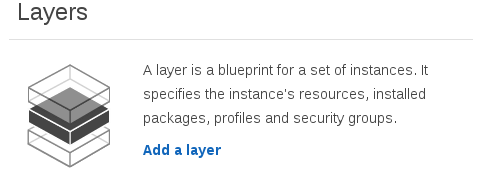 Layers
A layer is a blueprint for a set of instances. It
specifies the instance's resources, installed
packages, profiles and security groups.
Add a layer